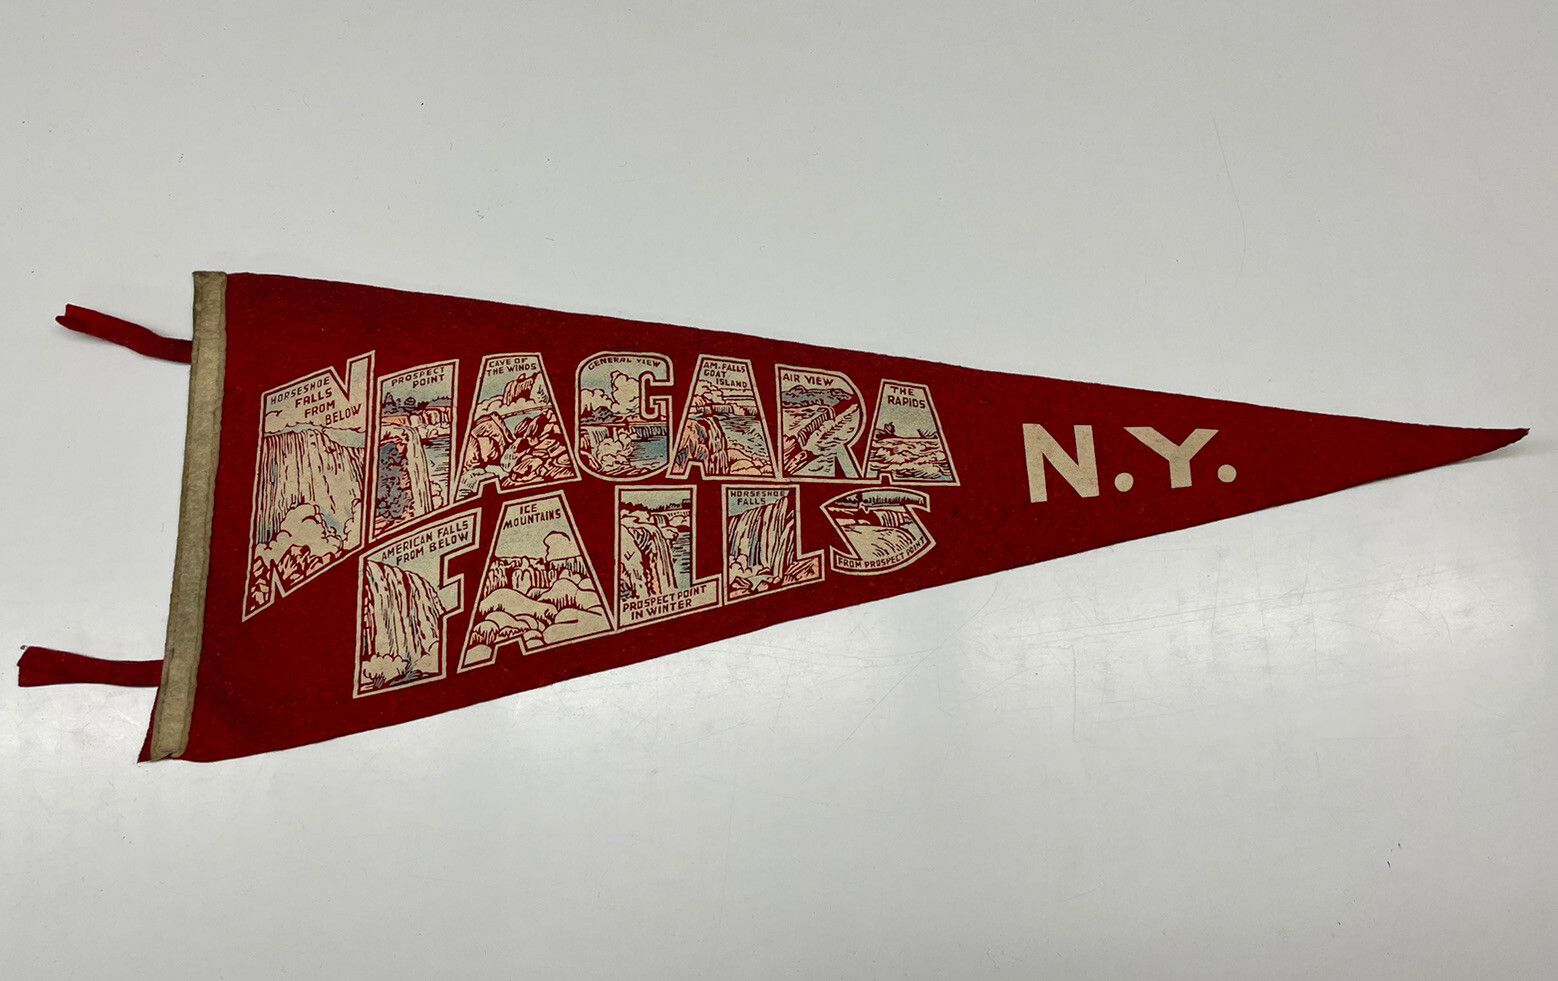 NIAGARA
FALLS
N.Y.
HORSESHOE
FALLS
FROM
BELOW
PROSPECT
POINT
CAVE OF
THE WINDS
GENERAL VIEW
AM. FALLS
GOAT
ISLAND
AIR VIEW
THE
RAPIDS
AMERICAN FALLS
FROM BELOW
ICE
MOUNTAINS
PROSPECT POINT
IN WINTER
HORSESHOE
FALLS
FROM PROSPECT POINT